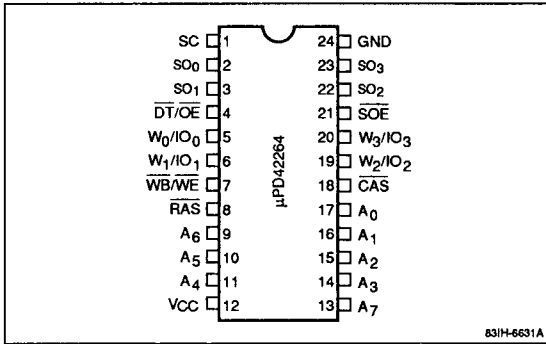 SC 1 24 GND
SO0 2 23 SO3
SO1 3 22 SO2
DT/OE 4 21 SOE
W0/IO0 5 20 W3/IO3
W1/IO1 6 19 W2/IO2
WB/WE 7 18 CAS
RAS 8 17 A0
A6 9 16 A1
A5 10 15 A2
A4 11 14 A3
VCC 12 13 A7
μPD42264
83IH-6631A